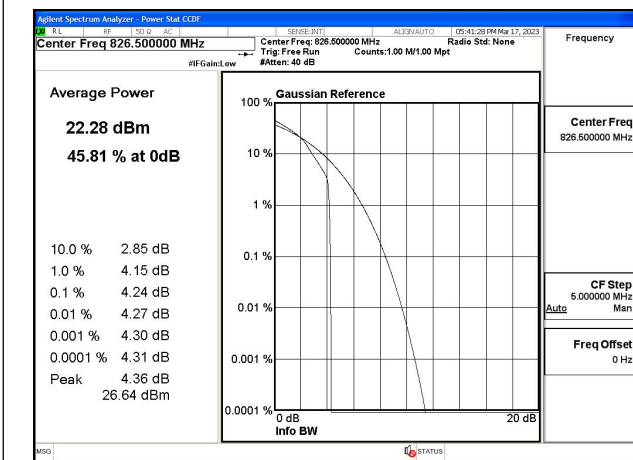 Agilent Spectrum Analyzer - Power Stat CCDF
LXI RL RF 50 Ω AC SENSE:INT ALIGN AUTO 05:41:28 PM Mar 17, 2023
Center Freq 826.500000 MHz
Center Freq: 826.500000 MHz Radio Std: None
Trig: Free Run Counts:1.00 M/1.00 Mpt
#IFGain:Low #Atten: 40 dB
Average Power
22.28 dBm
45.81 % at 0dB
10.0 % 2.85 dB
1.0 % 4.15 dB
0.1 % 4.24 dB
0.01 % 4.27 dB
0.001 % 4.30 dB
0.0001 % 4.31 dB
Peak 4.36 dB
26.64 dBm
Gaussian Reference
100 %
10 %
1 %
0.1 %
0.01 %
0.001 %
0.0001 %
0 dB 20 dB
Info BW
Frequency
Center Freq
826.500000 MHz
CF Step
5.000000 MHz
Auto Man
Freq Offset
0 Hz
MSG STATUS